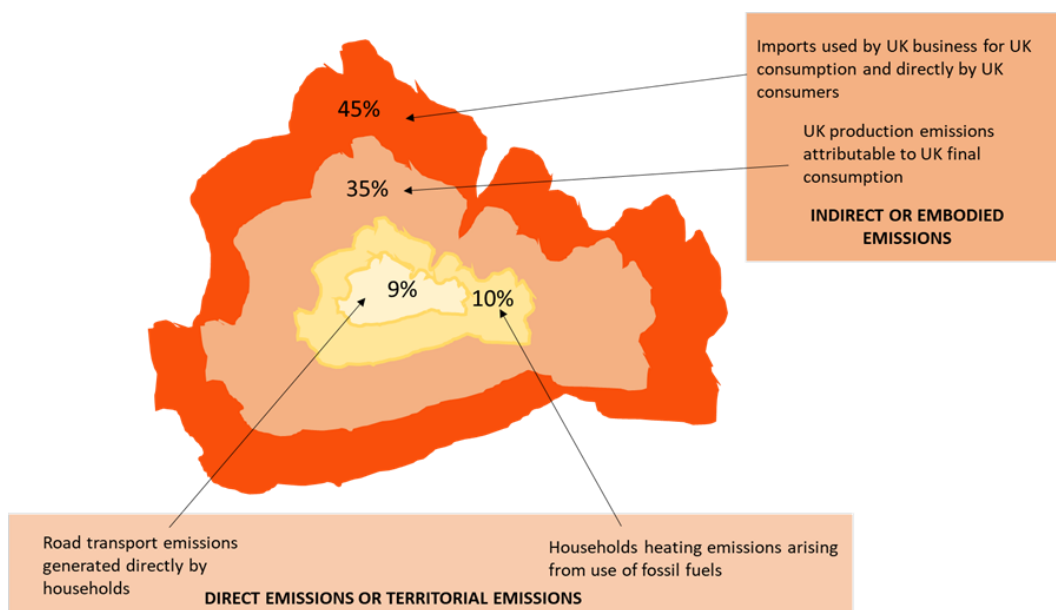 Imports used by UK business for UK
consumption and directly by UK
consumers
45%
UK production emissions
attributable to UK final
consumption
35%
INDIRECT OR EMBODIED
EMISSIONS
9%
10%
Road transport emissions
generated directly by
households
Households heating emissions arising
from use of fossil fuels
DIRECT EMISSIONS OR TERRITORIAL EMISSIONS